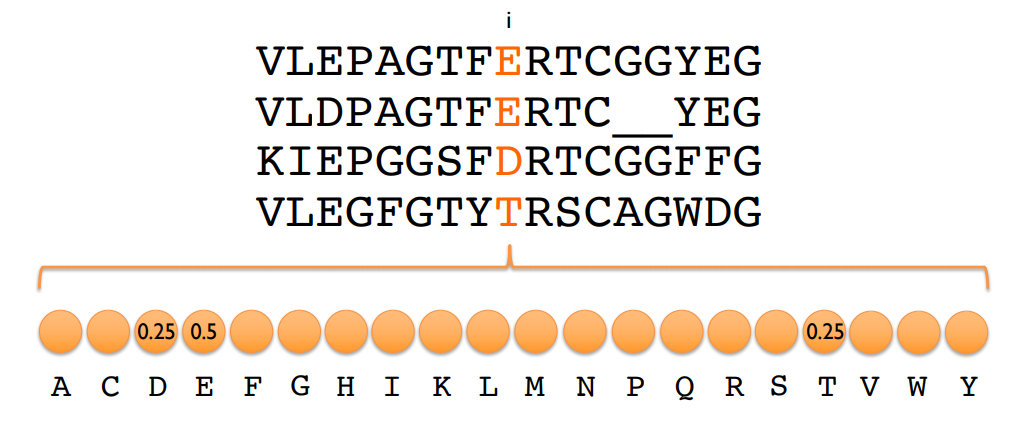 i
VLEPAGTFERTCGGYEG
VLDPAGTFERTC__YEG
KIEPGGSFDRTCGGFFG
VLEGFGTYTRSCAGWDG
0.25 0.5 0.25
A C D E F G H I K L M N P Q R S T V W Y